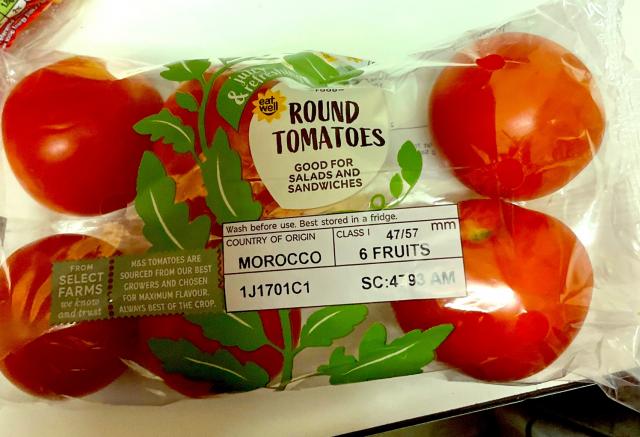 & refreshing
eat
well
ROUND
TOMATOES
GOOD FOR
SALADS AND
SANDWICHES
Wash before use. Best stored in a fridge.
COUNTRY OF ORIGIN
MOROCCO
CLASS I 47/57 mm
6 FRUITS
1J1701C1
AM
FROM
SELECT
FARMS
we know
and trust
M&S TOMATOES ARE
SOURCED FROM OUR BEST
GROWERS AND CHOSEN
FOR MAXIMUM FLAVOUR.
ALWAYS BEST OF THE CROP.